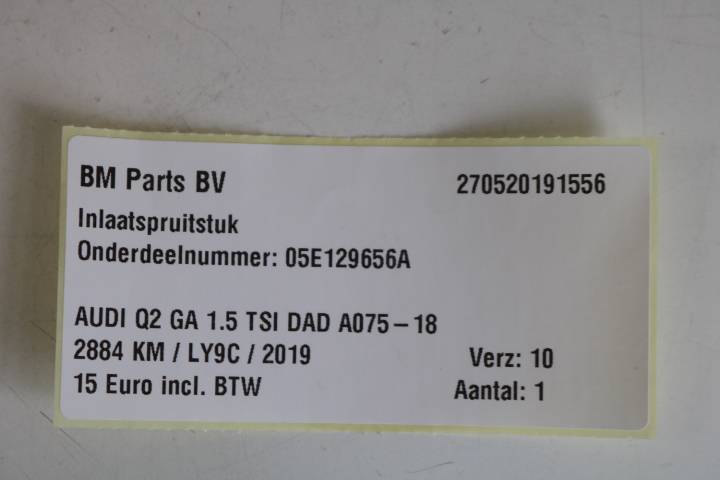 BM Parts BV 270520191556
Inlaatspruitstuk
Onderdeelnummer: 05E129656A
AUDI Q2 GA 1.5 TSI DAD A075-18
2884 KM / LY9C / 2019 Verz: 10
15 Euro incl. BTW Aantal: 1